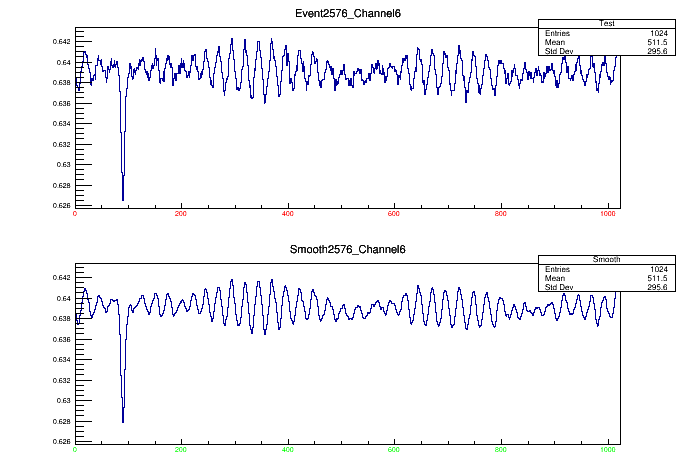 Event2576_Channel6
Test
Entries 1024
Mean 511.5
Std Dev 295.6
0.642
0.64
0.638
0.636
0.634
0.632
0.63
0.628
0.626
0 200 400 600 800 1000
Smooth2576_Channel6
Smooth
Entries 1024
Mean 511.5
Std Dev 295.6
0.642
0.64
0.638
0.636
0.634
0.632
0.63
0.628
0.626
0 200 400 600 800 1000